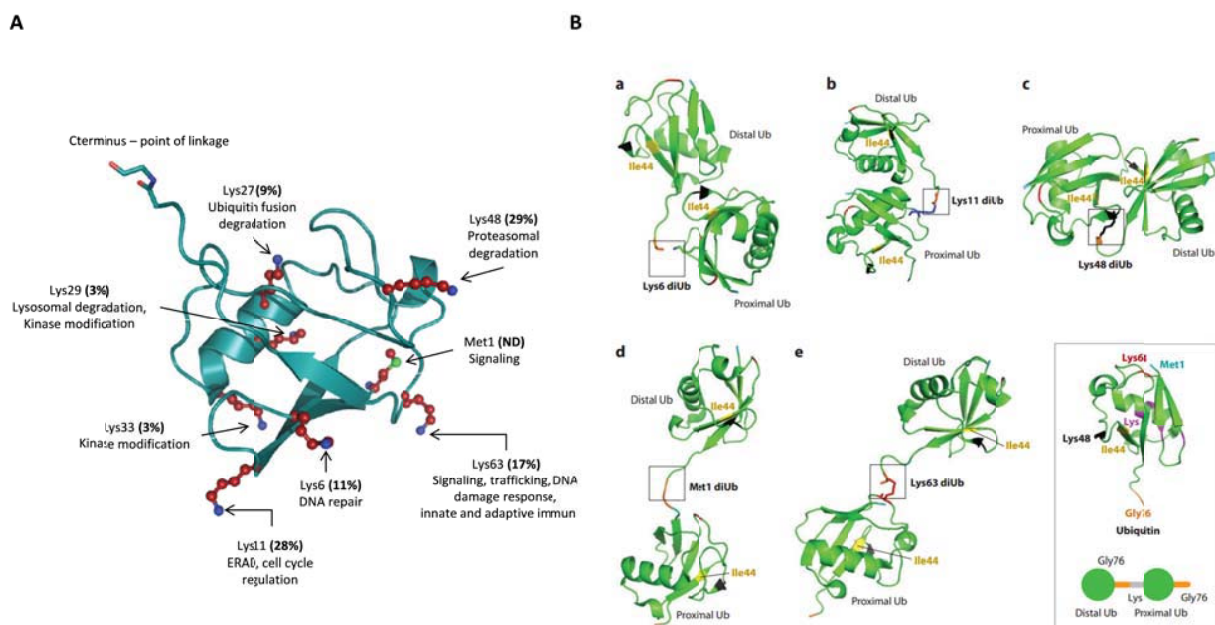 A
Cterminus – point of linkage
Lys27 (9%)
Ubiquitin fusion
degradation
Lys48 (29%)
Proteasomal
degradation
Lys29 (3%)
Lysosomal degradation,
Kinase modification
Met1 (ND)
Signaling
Lys33 (3%)
Kinase modification
Lys6 (11%)
DNA repair
Lys63 (17%)
Signaling, trafficking, DNA
damage response,
innate and adaptive immun
Lys11 (28%)
ERAD, cell cycle
regulation
B
a
Distal Ub
Ile44
Ile44
Lys6 diUb
Proximal Ub
b
Distal Ub
Ile44
Lys11 diUb
Ile44
Proximal Ub
c
Proximal Ub
Ile44
Ile44
Lys48 diUb
Distal Ub
d
Distal Ub
Ile44
Met1 diUb
Ile44
Proximal Ub
e
Distal Ub
Ile44
Lys63 diUb
Ile44
Proximal Ub
Met1
Lys
Lys48
Ile44
Ubiquitin
Gly76
Lys
Gly76
Distal Ub
Proximal Ub